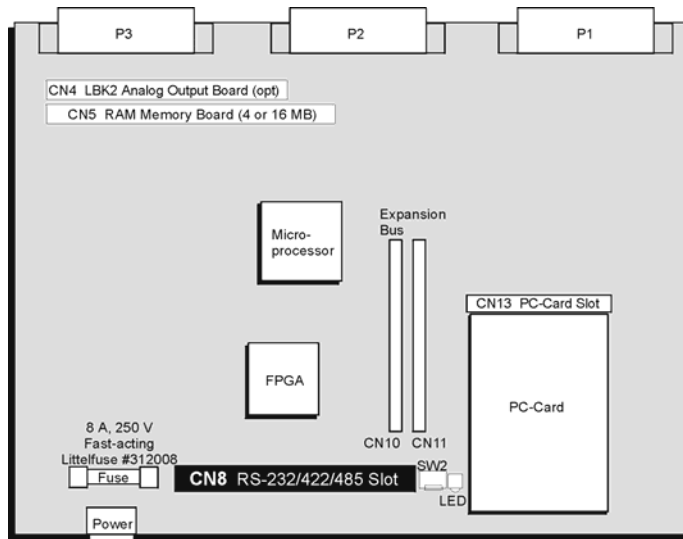 P3
P2
P1
CN4 LBK2 Analog Output Board (opt)
CN5 RAM Memory Board (4 or 16 MB)
Micro-
processor
Expansion
Bus
CN13 PC-Card Slot
FPGA
PC-Card
8 A, 250 V
Fast-acting
Littelfuse #312008
Fuse
CN10
CN11
CN8 RS-232/422/485 Slot
SW2
LED
Power